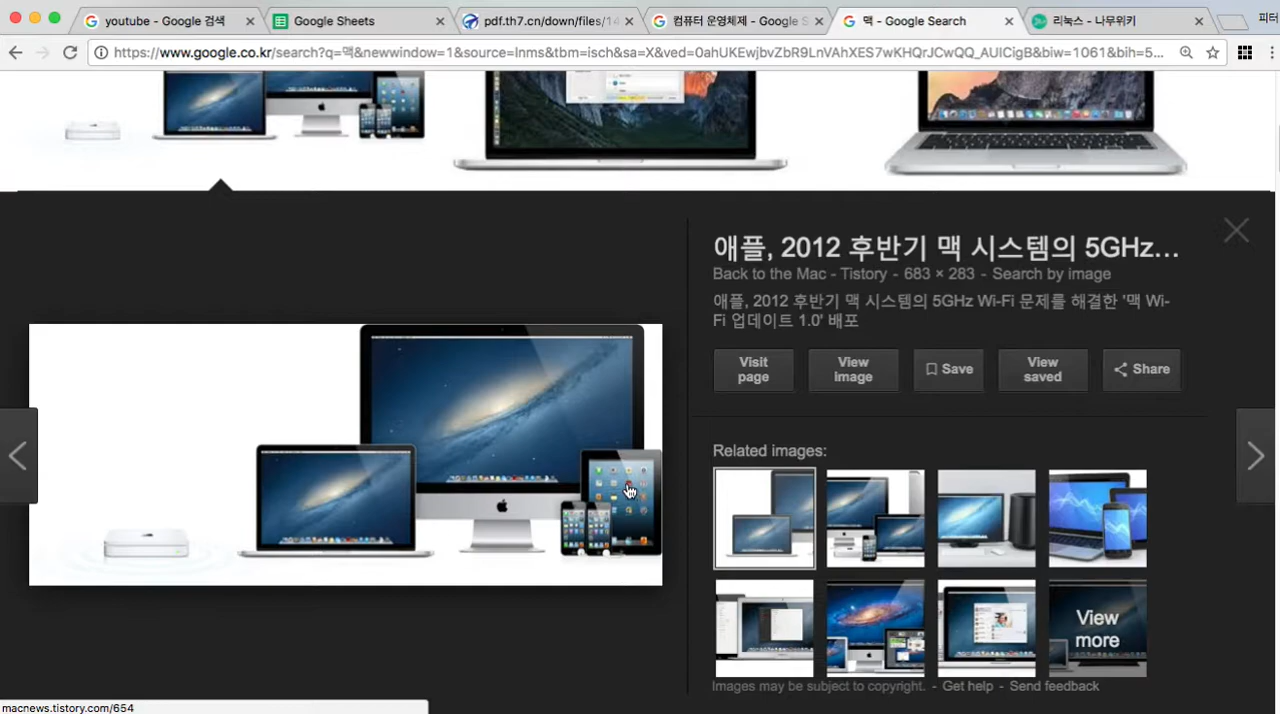 youtube - Google 검색
Google Sheets
pdf.th7.cn/down/files/14
컴퓨터 운영체제 - Google S
맥 - Google Search
리눅스 - 나무위키
피터
https://www.google.co.kr/search?q=맥&newwindow=1&source=lnms&tbm=isch&sa=X&ved=0ahUKEwjbvZbR9LnVAhXES7wKHQrJCwQQ_AUICigB&biw=1061&bih=5...
애플, 2012 후반기 맥 시스템의 5GHz...
Back to the Mac - Tistory - 683 × 283 - Search by image
애플, 2012 후반기 맥 시스템의 5GHz Wi-Fi 문제를 해결한 '맥 Wi-
Fi 업데이트 1.0' 배포
Visit
page
View
image
Save
View
saved
Share
Related images:
View
more
Images may be subject to copyright. - Get help - Send feedback
macnews.tistory.com/654